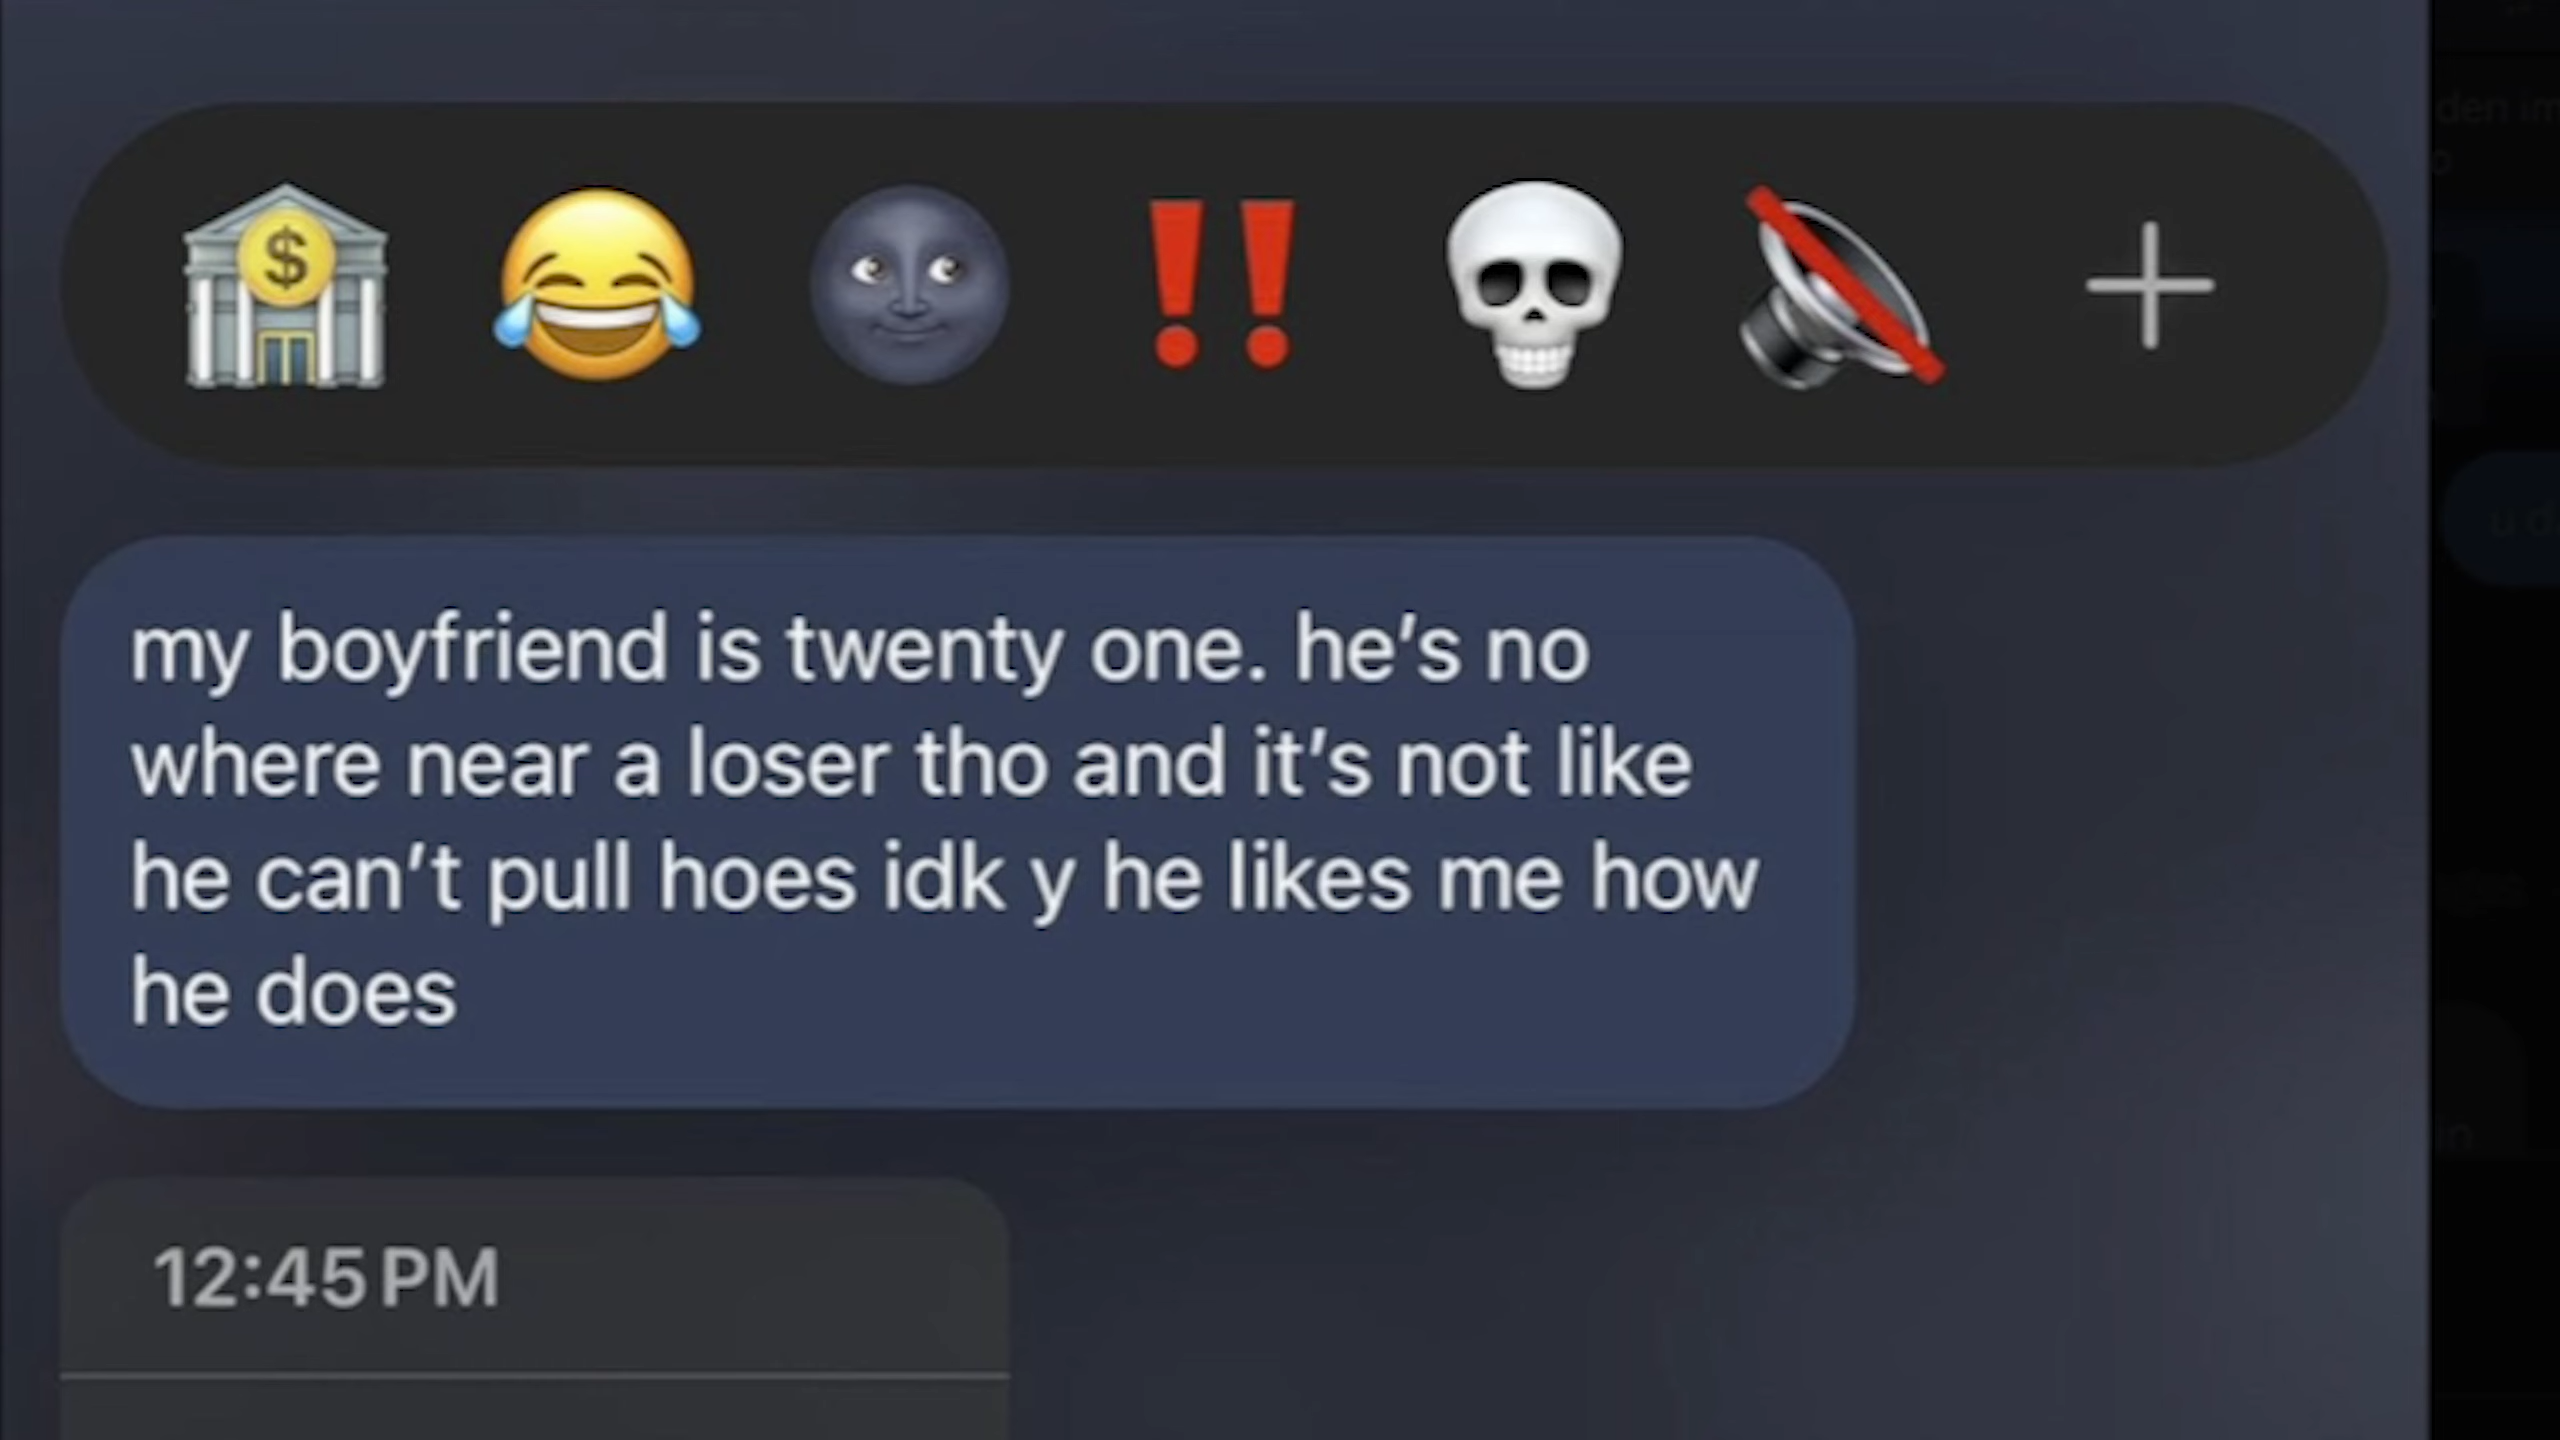 my boyfriend is twenty one. he's no
where near a loser tho and it's not like
he can't pull hoes idk y he likes me how
he does
12:45 PM